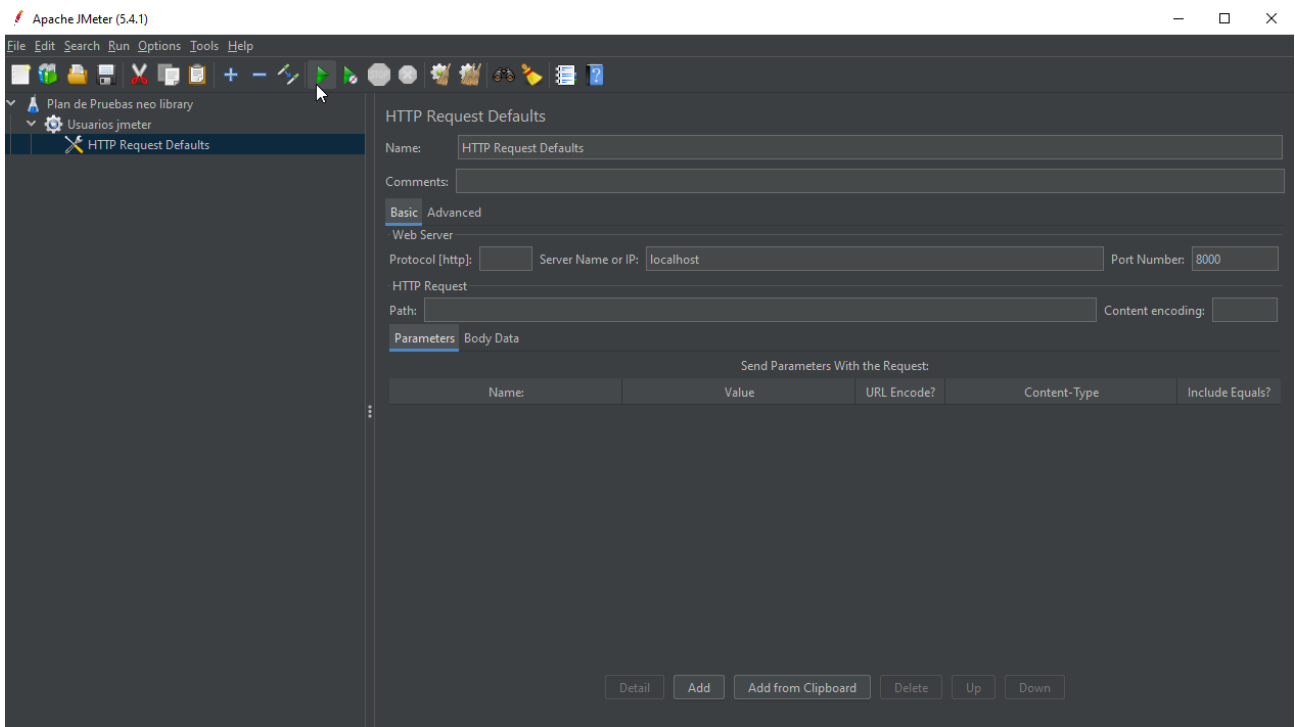 Apache JMeter (5.4.1)
File Edit Search Run Options Tools Help
Plan de Pruebas neo library
Usuarios jmeter
HTTP Request Defaults
HTTP Request Defaults
Name: HTTP Request Defaults
Comments:
Basic Advanced
Web Server
Protocol [http]: Server Name or IP: localhost Port Number: 8000
HTTP Request
Path: Content encoding:
Parameters Body Data
Send Parameters With the Request:
Name: Value URL Encode? Content-Type Include Equals?
Detail Add Add from Clipboard Delete Up Down